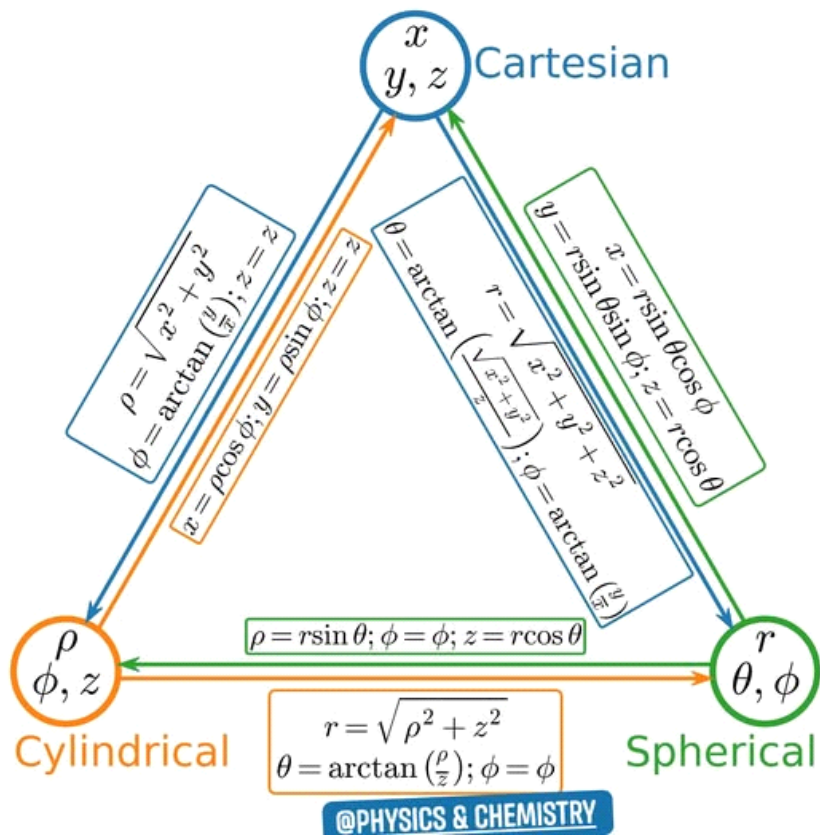 x
y, z
Cartesian
ρ = √(x² + y²)
ϕ = arctan(y/x); z = z
x = ρcos ϕ; y = ρsin ϕ; z = z
r = √(x² + y² + z²)
θ = arctan(√(x² + y²)/z); ϕ = arctan(y/x)
x = rsin θcos ϕ
y = rsin θsin ϕ; z = rcos θ
ρ
ϕ, z
Cylindrical
ρ = rsin θ; ϕ = ϕ; z = rcos θ
r = √(ρ² + z²)
θ = arctan(ρ/z); ϕ = ϕ
r
θ, ϕ
Spherical
@PHYSICS & CHEMISTRY